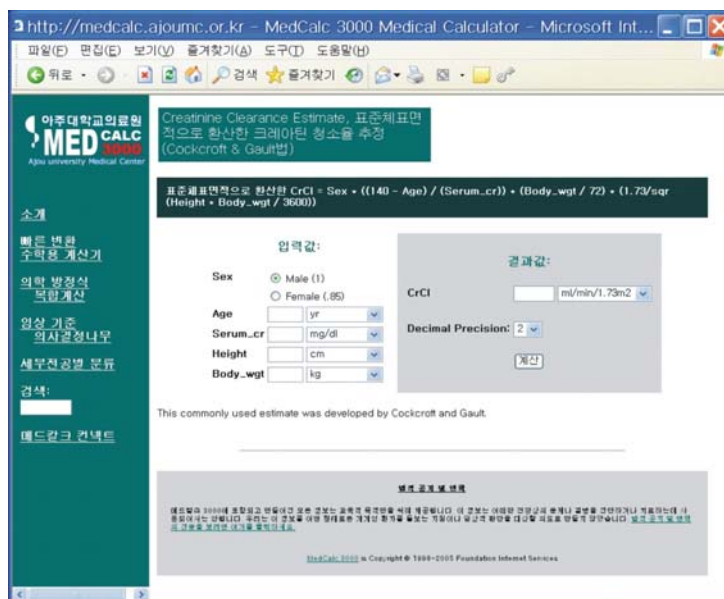 http://medcalc.ajoumc.or.kr - MedCalc 3000 Medical Calculator - Microsoft Int...
파일(F) 편집(E) 보기(V) 즐겨찾기(A) 도구(T) 도움말(H)
뒤로 검색 즐겨찾기
아주대학교의료원
MED CALC
3000
Ajou university Medical Center
소개
빠른 변환
수학용 계산기
의학 방정식
복합계산
임상 기준
의사결정나무
세부전공별 분류
검색:
메드칼크 컨넥트
Creatinine Clearance Estimate, 표준체표면
적으로 환산한 크레아틴 청소율 추정
(Cockcroft & Gault법)
표준체표면적으로 환산한 CrCl = Sex * ((140 - Age) / (Serum_cr)) * (Body_wgt / 72) * (1.73/sqr
(Height * Body_wgt / 3600))
입력값:
Sex Male (1)
Female (.85)
Age yr
Serum_cr mg/dl
Height cm
Body_wgt kg
결과값:
CrCl ml/min/1.73m2
Decimal Precision: 2
계산
This commonly used estimate was developed by Cockcroft and Gault.
법적 공지 및 면책
MedCalc 3000 is Copyright © 1998-2005 Foundation Internet Services